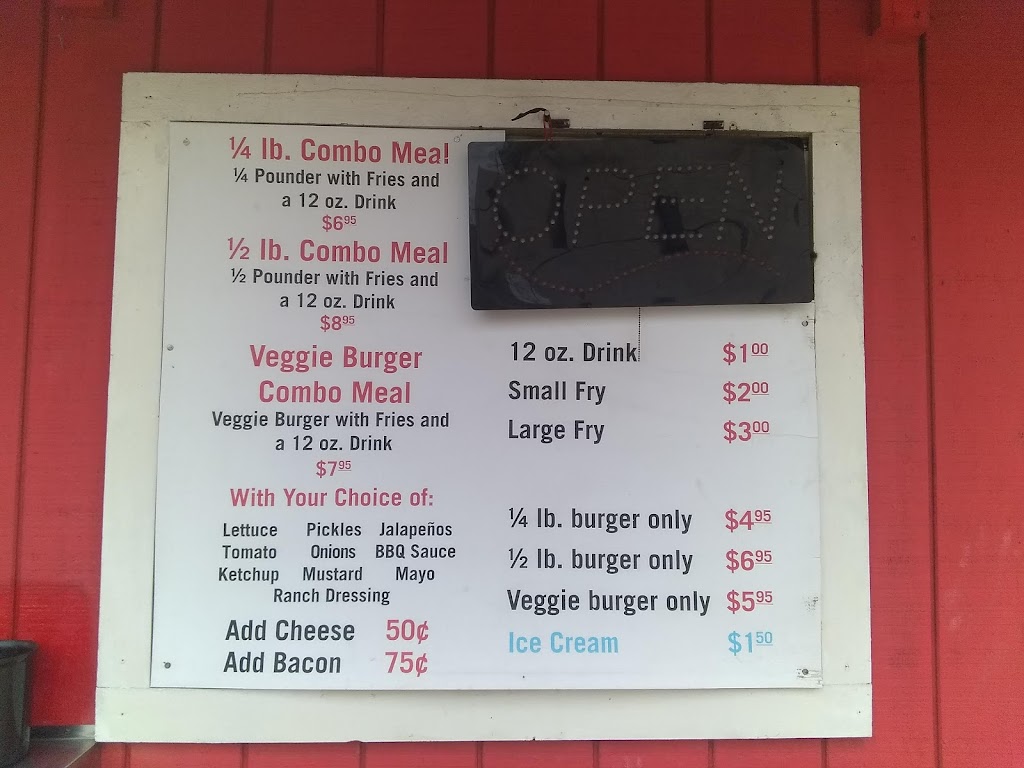 ¼ lb. Combo Meal
¼ Pounder with Fries and
a 12 oz. Drink
$6.95
½ lb. Combo Meal
½ Pounder with Fries and
a 12 oz. Drink
$8.95
Veggie Burger
Combo Meal
Veggie Burger with Fries and
a 12 oz. Drink
$7.95
With Your Choice of:
Lettuce Pickles Jalapeños
Tomato Onions BBQ Sauce
Ketchup Mustard Mayo
Ranch Dressing
Add Cheese 50¢
Add Bacon 75¢
OPEN
12 oz. Drink $1.00
Small Fry $2.00
Large Fry $3.00
¼ lb. burger only $4.95
½ lb. burger only $6.95
Veggie burger only $5.95
Ice Cream $1.50